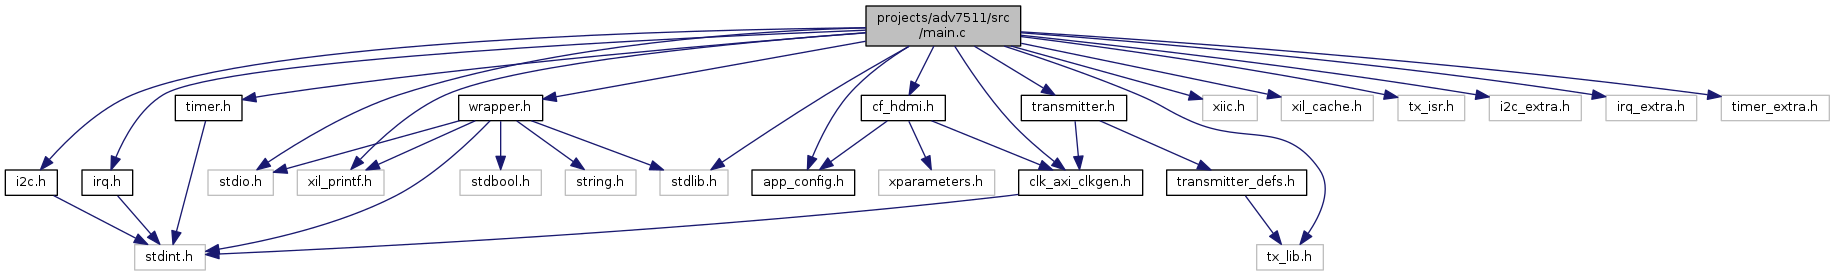 projects/adv7511/src
/main.c
timer.h
wrapper.h
cf_hdmi.h
transmitter.h
xiic.h
xil_cache.h
tx_isr.h
i2c_extra.h
irq_extra.h
timer_extra.h
i2c.h
irq.h
stdio.h
xil_printf.h
stdbool.h
string.h
stdlib.h
app_config.h
xparameters.h
clk_axi_clkgen.h
transmitter_defs.h
stdint.h
tx_lib.h